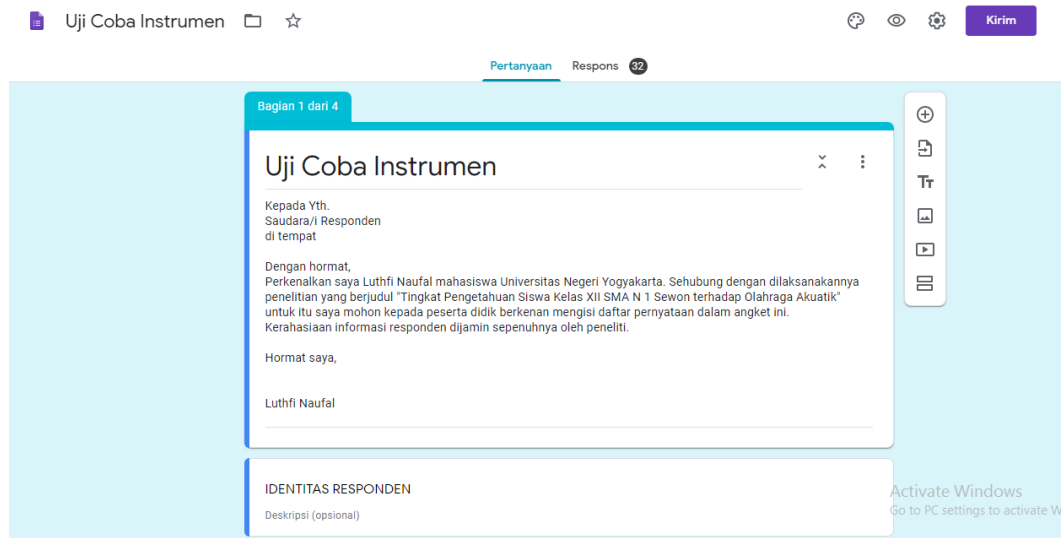 Uji Coba Instrumen
Kirim
Pertanyaan Respons 32
Bagian 1 dari 4
Uji Coba Instrumen
Kepada Yth.
Saudara/i Responden
di tempat
Dengan hormat,
Perkenalkan saya Luthfi Naufal mahasiswa Universitas Negeri Yogyakarta. Sehubung dengan dilaksanakannya
penelitian yang berjudul "Tingkat Pengetahuan Siswa Kelas XII SMA N 1 Sewon terhadap Olahraga Akuatik"
untuk itu saya mohon kepada peserta didik berkenan mengisi daftar pernyataan dalam angket ini.
Kerahasiaan informasi responden dijamin sepenuhnya oleh peneliti.
Hormat saya,
Luthfi Naufal
IDENTITAS RESPONDEN
Deskripsi (opsional)
Activate Windows
Go to PC settings to activate W